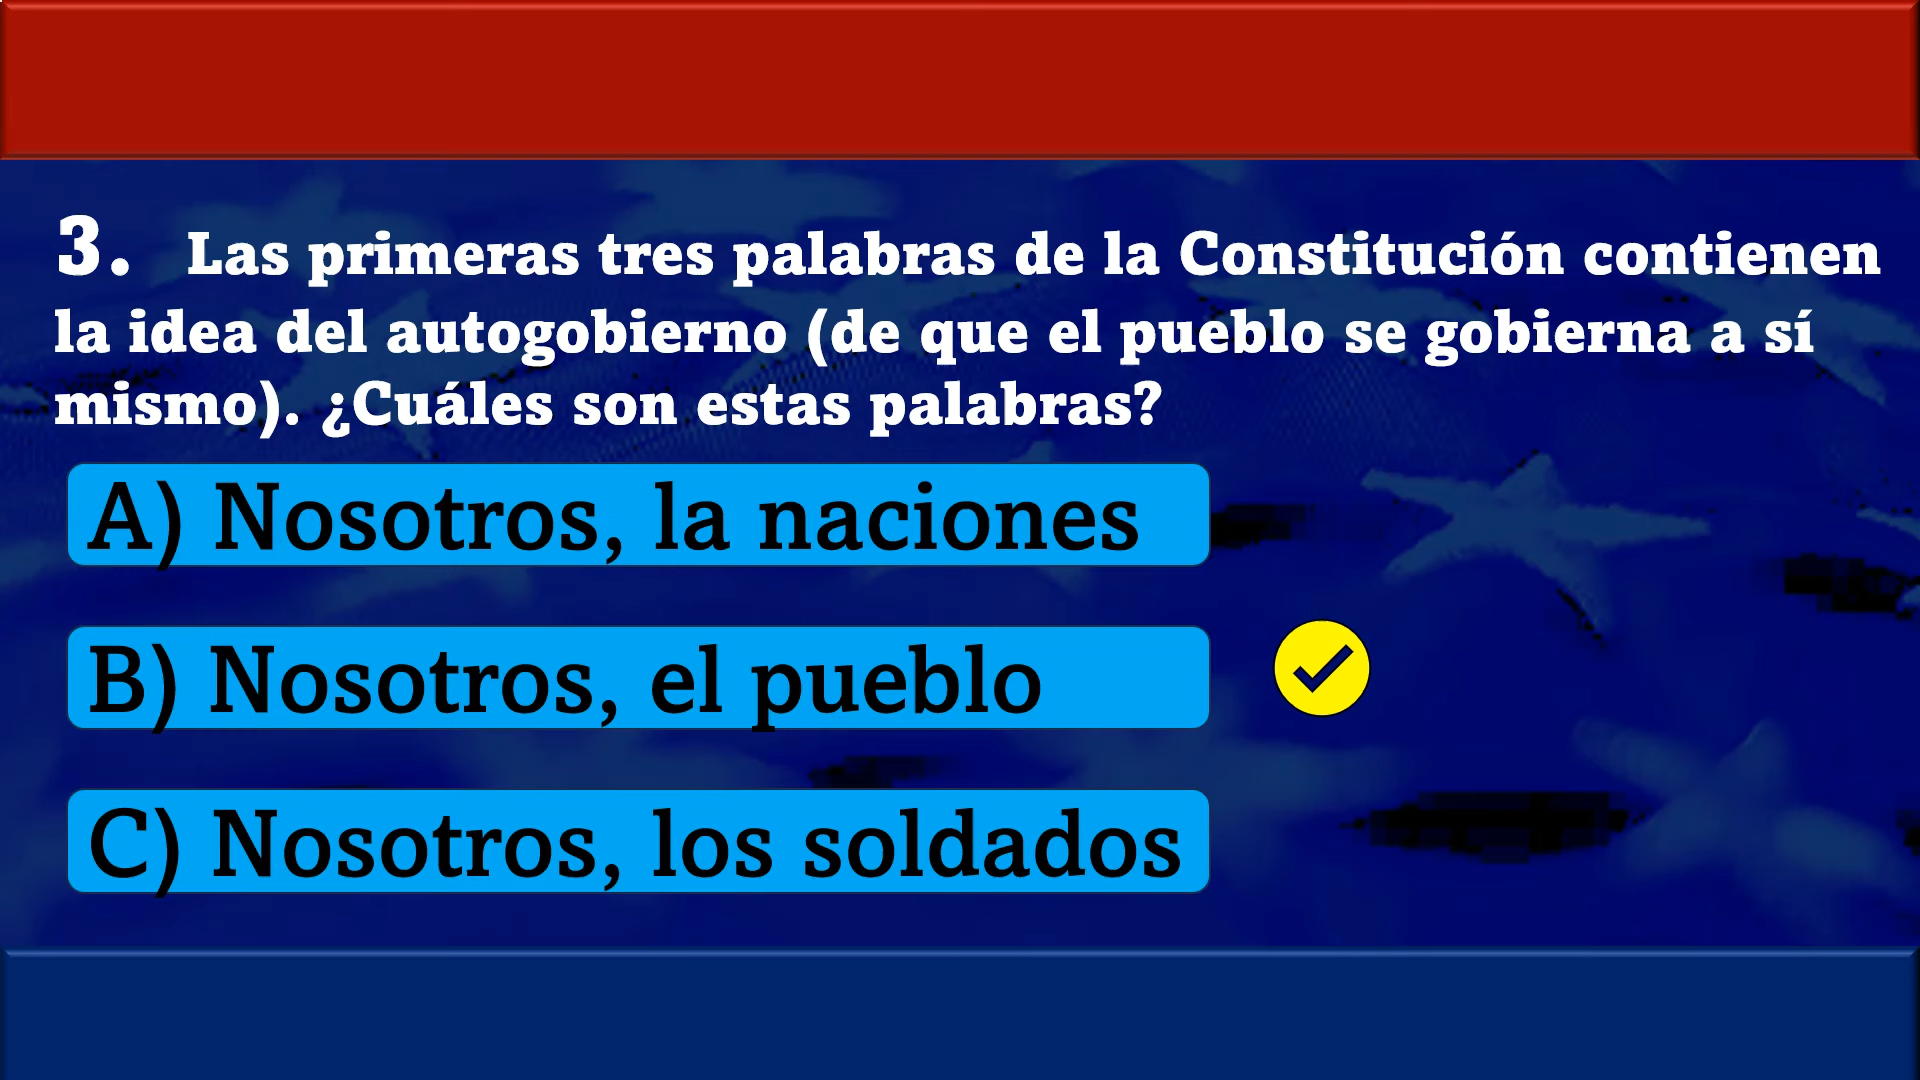 3. Las primeras tres palabras de la Constitución contienen
la idea del autogobierno (de que el pueblo se gobierna a sí
mismo). ¿Cuáles son estas palabras?
A) Nosotros, la naciones
B) Nosotros, el pueblo
C) Nosotros, los soldados